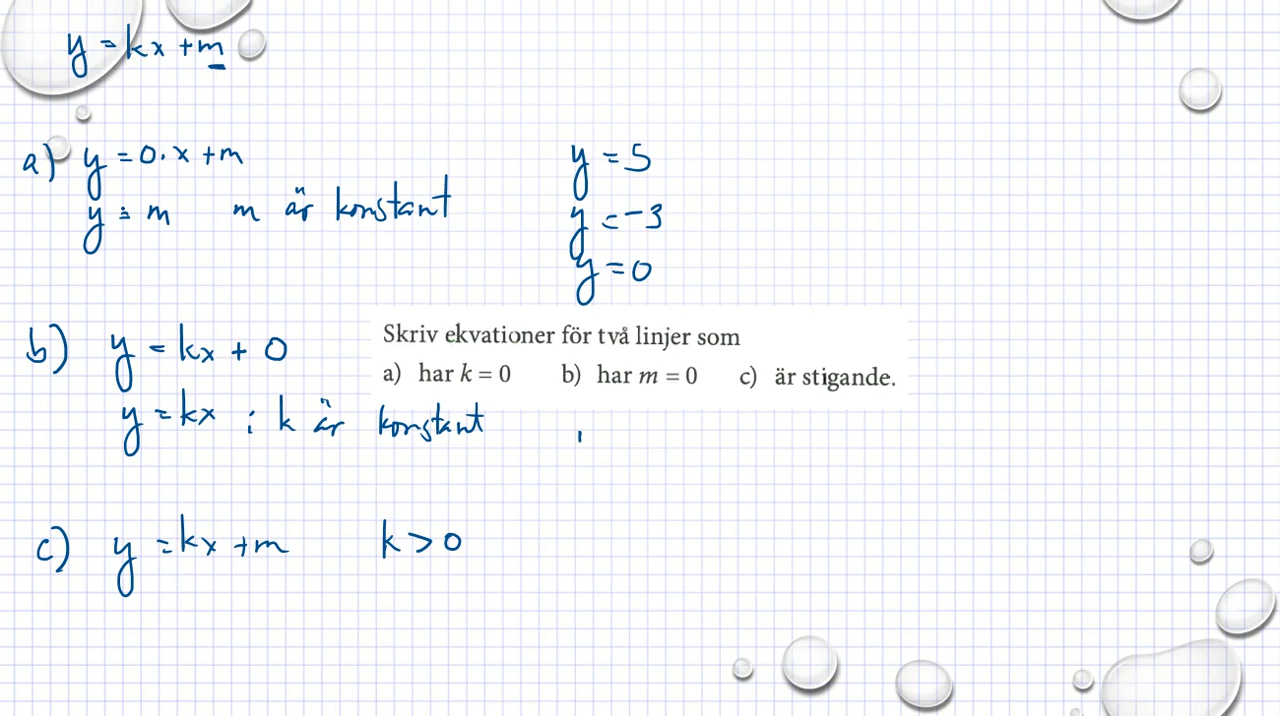 y = kx + m
a) y = 0 · x + m
y = m m är konstant
y = 5
y = -3
y = 0
Skriv ekvationer för två linjer som
a) har k = 0 b) har m = 0 c) är stigande.
b) y = kx + 0
y = kx ; k är konstant
c) y = kx + m k > 0